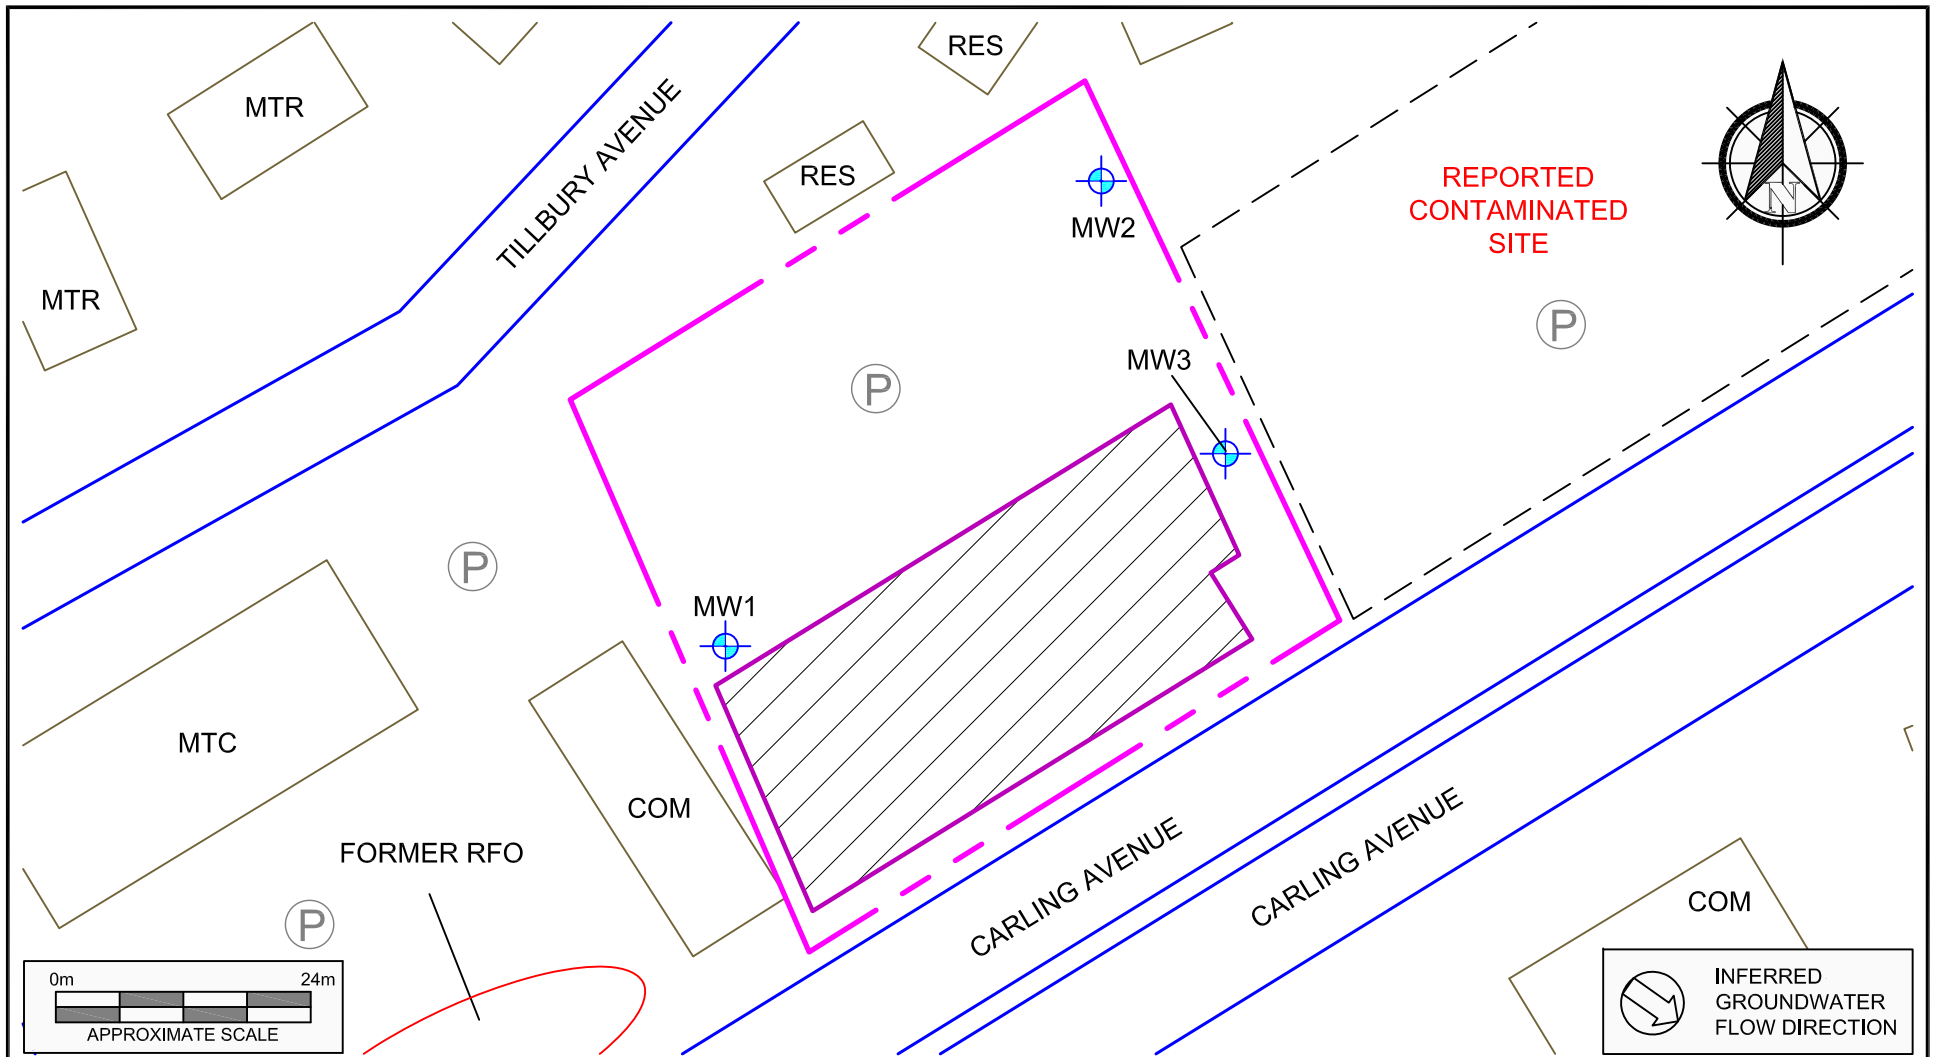 RES
MTR
TILLBURY AVENUE
RES
MW2
REPORTED
CONTAMINATED
SITE
N
MTR
P
MW3
P
P
MW1
MTC
COM
FORMER RFO
CARLING AVENUE
CARLING AVENUE
COM
P
0m 24m
APPROXIMATE SCALE
INFERRED
GROUNDWATER
FLOW DIRECTION